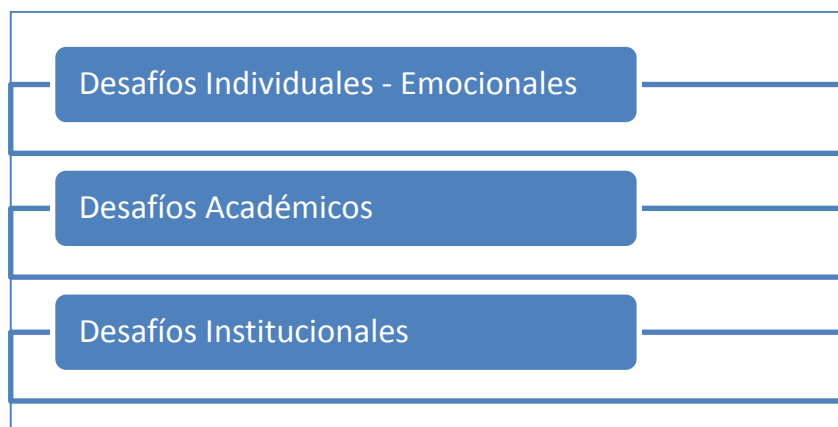 Desafíos Individuales - Emocionales
Desafíos Académicos
Desafíos Institucionales